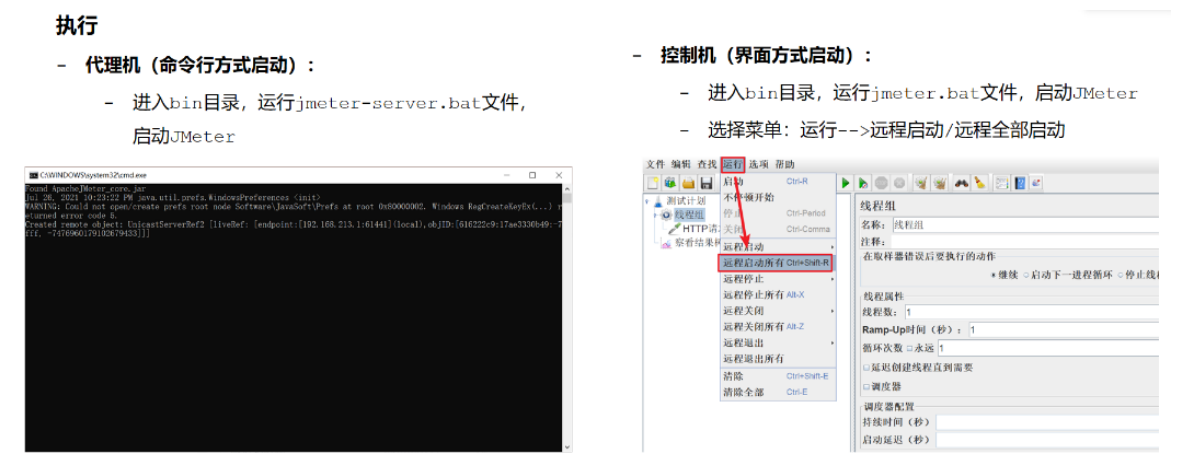 执行
- 代理机（命令行方式启动）：
- 进入bin目录，运行jmeter-server.bat文件，
启动JMeter
C:\WINDOWS\system32\cmd.exe
Found ApacheJMeter_core.jar
Jul 26, 2021 10:23:22 PM java.util.prefs.WindowsPreferences <init>
WARNING: Could not open/create prefs root node Software\JavaSoft\Prefs at root 0x80000002. Windows RegCreateKeyEx(...) r
eturned error code 5.
Created remote object: UnicastServerRef2 [liveRef: [endpoint:[192.168.213.1:61441](local),objID:[616222c9:17ae3330b49:-7
fff, -7476960179102679433]]]
- 控制机（界面方式启动）：
- 进入bin目录，运行jmeter.bat文件，启动JMeter
- 选择菜单：运行-->远程启动/远程全部启动
文件 编辑 查找 运行 选项 帮助
启动 Ctrl-R
不停顿开始
停止 Ctrl-Period
关闭 Ctrl-Comma
远程启动
远程启动所有 Ctrl+Shift-R
远程停止
远程停止所有 Alt-X
远程关闭
远程关闭所有 Alt-Z
远程退出
远程退出所有
清除 Ctrl+Shift-E
清除全部 Ctrl-E
测试计划
线程组
HTTP请
察看结果树
线程组
名称： 线程组
注释：
在取样器错误后要执行的动作
继续 启动下一进程循环 停止线
线程属性
线程数： 1
Ramp-Up时间（秒）： 1
循环次数 永远 1
延迟创建线程直到需要
调度器
调度器配置
持续时间（秒）
启动延迟（秒）